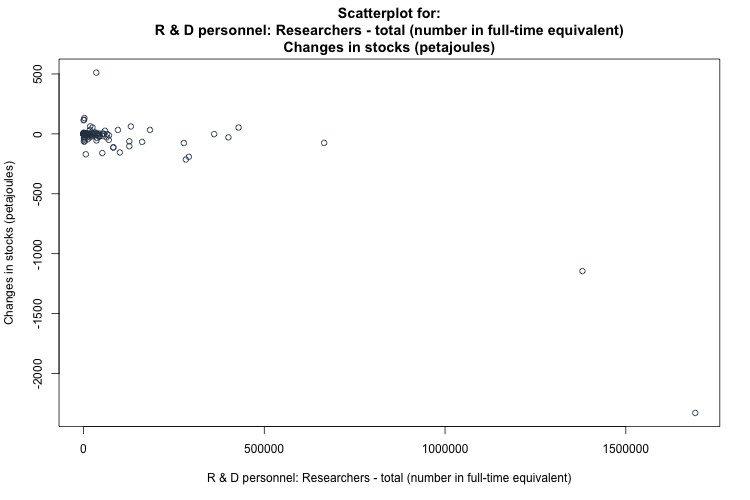 Scatterplot for:
R & D personnel: Researchers - total (number in full-time equivalent)
Changes in stocks (petajoules)
Changes in stocks (petajoules)
500
0
-500
-1000
-1500
-2000
0
500000
1000000
1500000
R & D personnel: Researchers - total (number in full-time equivalent)